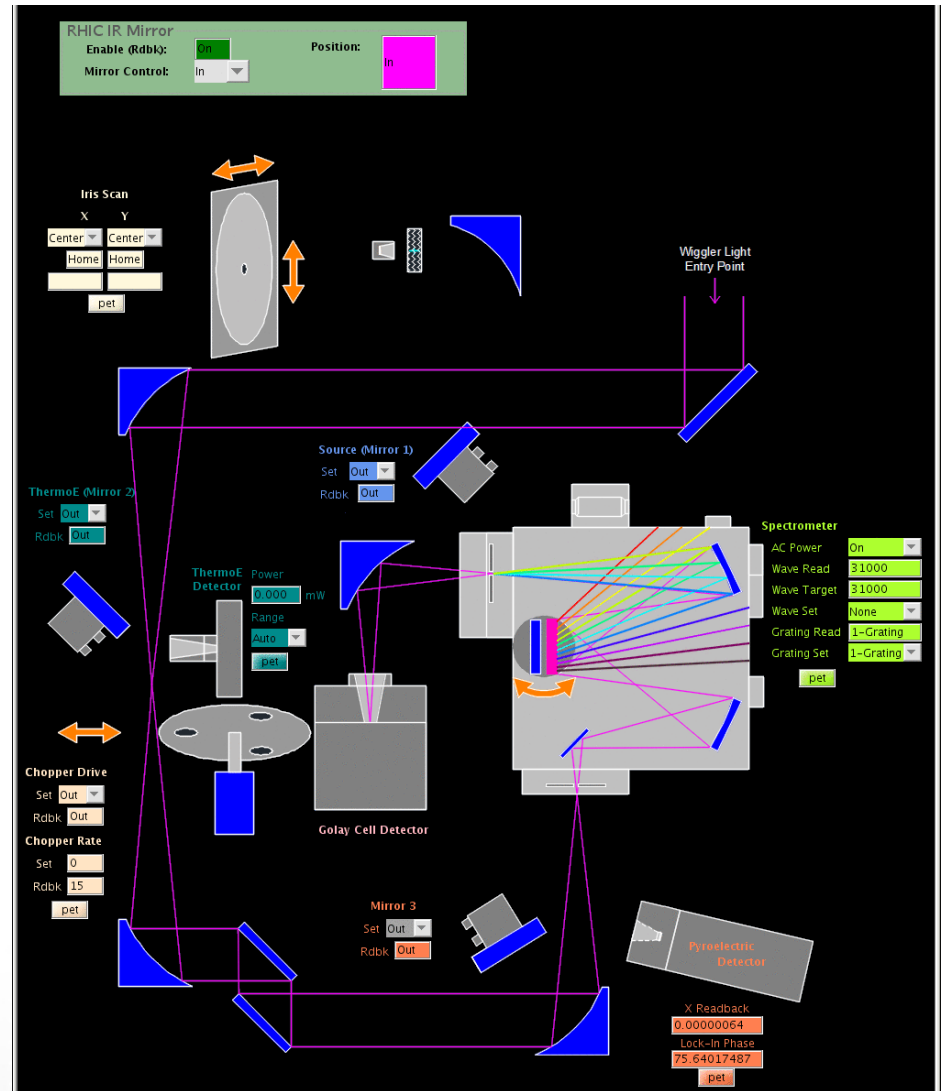 RHIC IR Mirror
Enable (Rdbk): On
Position: In
Mirror Control: In
Iris Scan
X Y
Center Center
Home Home
pet
Wiggler Light
Entry Point
Source (Mirror 1)
Set Out
Rdbk Out
ThermoE (Mirror 2)
Set Out
Rdbk Out
ThermoE
Detector
Power
0.000 mW
Range
Auto
pet
Spectrometer
AC Power On
Wave Read 31000
Wave Target 31000
Wave Set None
Grating Read 1-Grating
Grating Set 1-Grating
pet
Chopper Drive
Set Out
Rdbk Out
Chopper Rate
Set 0
Rdbk 15
pet
Golay Cell Detector
Mirror 3
Set Out
Rdbk Out
Pyroelectric
Detector
X Readback
0.00000064
Lock-In Phase
75.64017487
pet